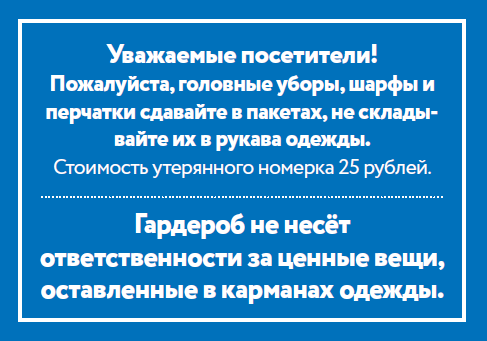 Уважаемые посетители!
Пожалуйста, головные уборы, шарфы и
перчатки сдавайте в пакетах, не склады-
вайте их в рукава одежды.
Стоимость утерянного номерка 25 рублей.
Гардероб не несёт
ответственности за ценные вещи,
оставленные в карманах одежды.